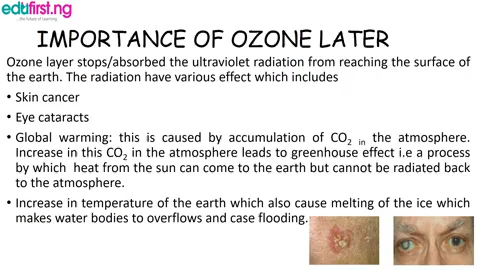 edufirst.ng
...the future of Learning
IMPORTANCE OF OZONE LATER
Ozone layer stops/absorbed the ultraviolet radiation from reaching the surface of
the earth. The radiation have various effect which includes
• Skin cancer
• Eye cataracts
• Global warming: this is caused by accumulation of CO2 in the atmosphere.
Increase in this CO2 in the atmosphere leads to greenhouse effect i.e a process
by which heat from the sun can come to the earth but cannot be radiated back
to the atmosphere.
• Increase in temperature of the earth which also cause melting of the ice which
makes water bodies to overflows and case flooding.